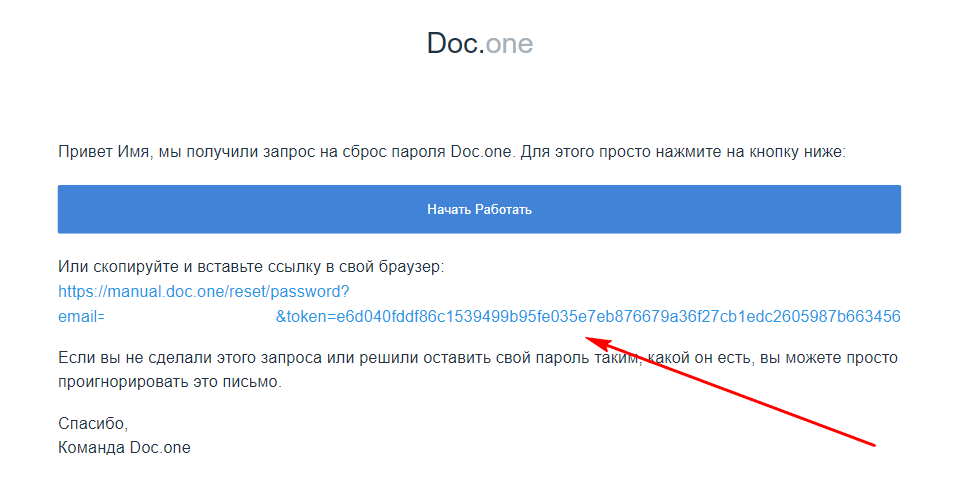 Doc.one
Привет Имя, мы получили запрос на сброс пароля Doc.one. Для этого просто нажмите на кнопку ниже:
Начать Работать
Или скопируйте и вставьте ссылку в свой браузер:
https://manual.doc.one/reset/password?
email= &token=e6d040fddf86c1539499b95fe035e7eb876679a36f27cb1edc2605987b663456
Если вы не сделали этого запроса или решили оставить свой пароль таким, какой он есть, вы можете просто
проигнорировать это письмо.
Спасибо,
Команда Doc.one